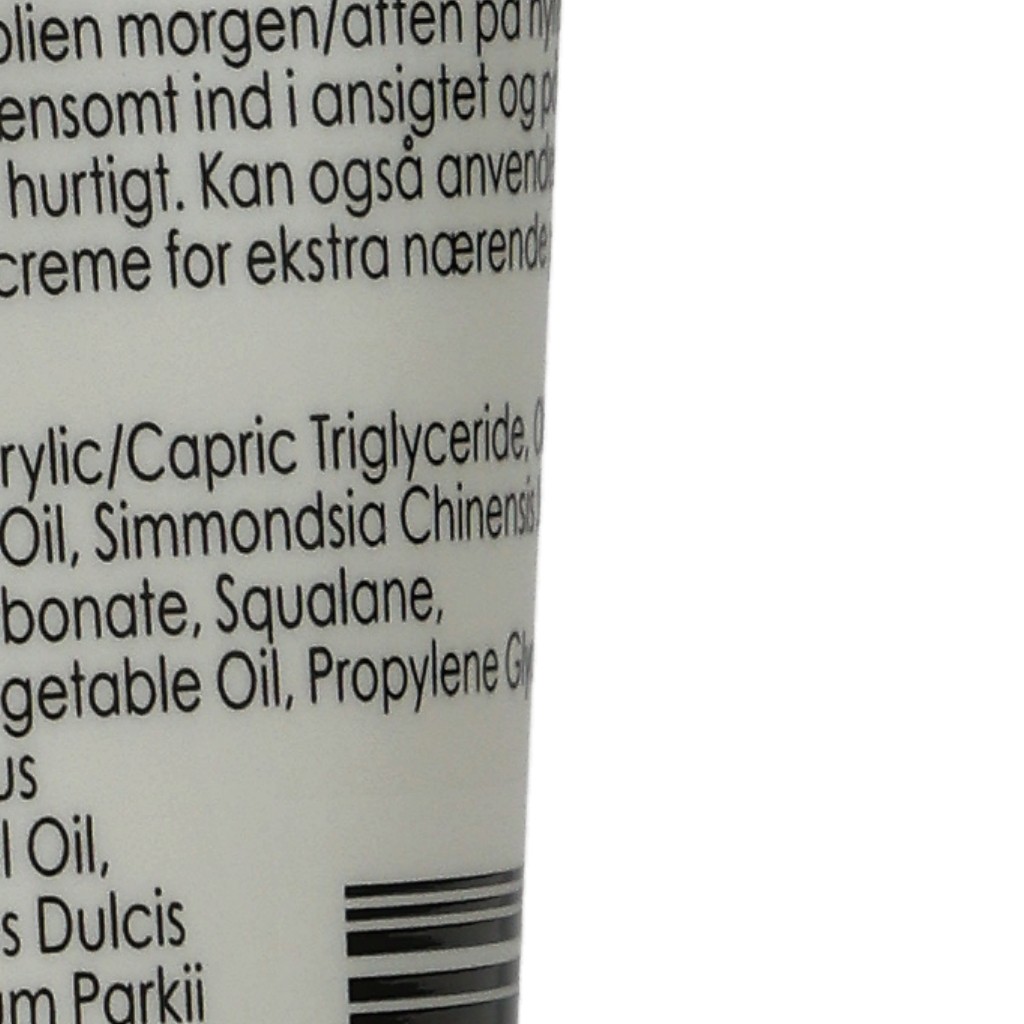 olien morgen/aften på
ensomt ind i ansigtet og
hurtigt. Kan også anvende
creme for ekstra nærende
rylic/Capric Triglyceride,
Oil, Simmondsia Chinensis
bonate, Squalane,
getable Oil, Propylene
us
l Oil,
s Dulcis
um Parkii